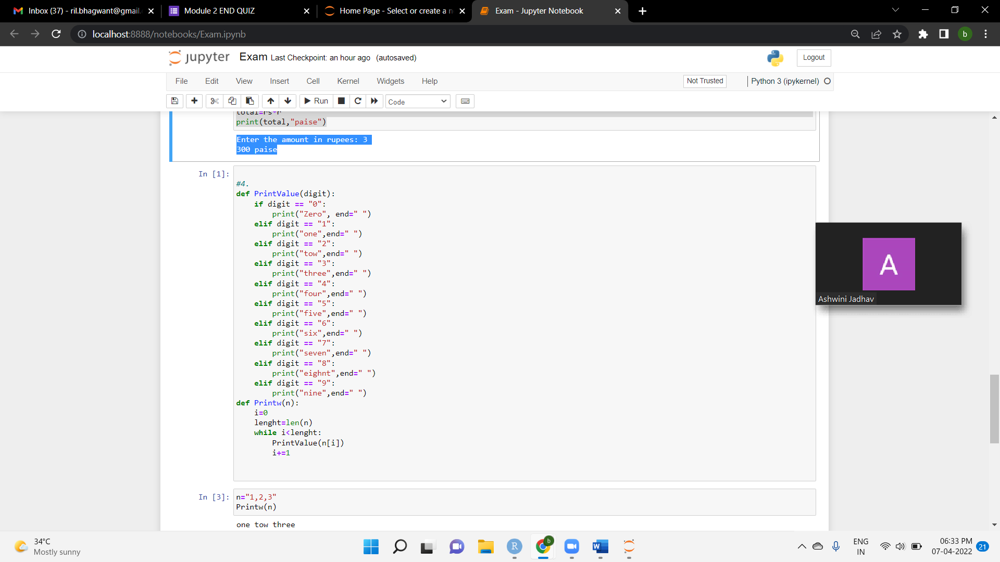 Inbox (37) - ril.bhagwant@gmail.
Module 2 END QUIZ
Home Page - Select or create a n
Exam - Jupyter Notebook
localhost:8888/notebooks/Exam.ipynb
b
jupyter Exam Last Checkpoint: an hour ago (autosaved)
Logout
File Edit View Insert Cell Kernel Widgets Help
Not Trusted
Python 3 (ipykernel)
Run
Code
total=rs*r
print(total,"paise")
Enter the amount in rupees: 3
300 paise
In [1]:
#4.
def PrintValue(digit):
    if digit == "0":
        print("Zero", end=" ")
    elif digit == "1":
        print("one",end=" ")
    elif digit == "2":
        print("tow",end=" ")
    elif digit == "3":
        print("three",end=" ")
    elif digit == "4":
        print("four",end=" ")
    elif digit == "5":
        print("five",end=" ")
    elif digit == "6":
        print("six",end=" ")
    elif digit == "7":
        print("seven",end=" ")
    elif digit == "8":
        print("eighnt",end=" ")
    elif digit == "9":
        print("nine",end=" ")
def Printw(n):
    i=0
    lenght=len(n)
    while i<lenght:
        PrintValue(n[i])
        i+=1
A
Ashwini Jadhav
In [3]:
n="1,2,3"
Printw(n)
one tow three
34°C
Mostly sunny
R
b
W
ENG
IN
06:33 PM
07-04-2022
21